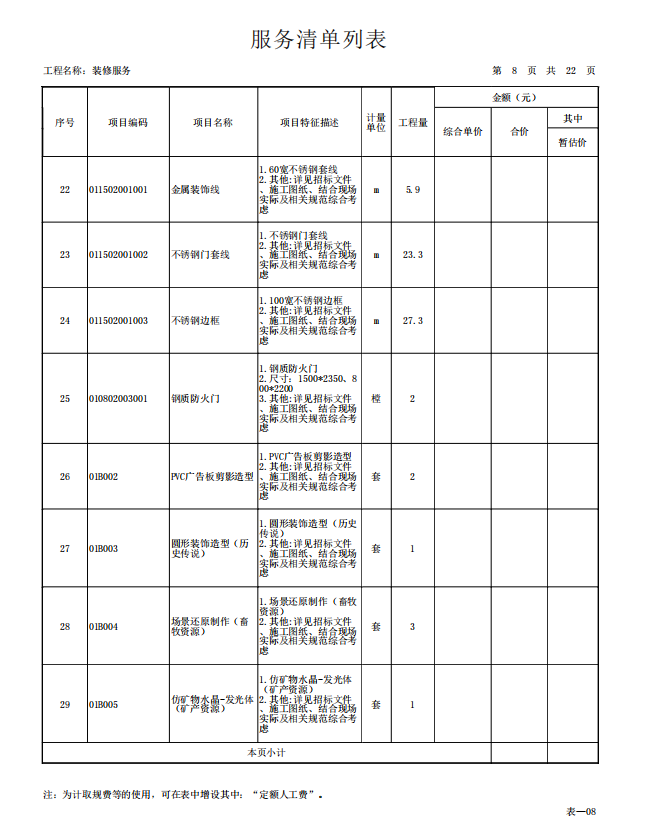 服务清单列表
工程名称：装修服务
第 8 页 共 22 页
序号 项目编码 项目名称 项目特征描述 计量单位 工程量 金额（元）
综合单价 合价 其中
暂估价
22 011502001001 金属装饰线 m 5.9
1.60宽不锈钢套线
2.其他:详见招标文件
、施工图纸、结合现场
实际及相关规范综合考
虑
23 011502001002 不锈钢门套线 m 23.3
1.不锈钢门套线
2.其他:详见招标文件
、施工图纸、结合现场
实际及相关规范综合考
虑
24 011502001003 不锈钢边框 m 27.3
1.100宽不锈钢边框
2.其他:详见招标文件
、施工图纸、结合现场
实际及相关规范综合考
虑
25 010802003001 钢质防火门 樘 2
1.钢质防火门
2.尺寸：1500*2350、8
00*2200
3.其他:详见招标文件
、施工图纸、结合现场
实际及相关规范综合考
虑
26 01B002 PVC广告板剪影造型 套 2
1.PVC广告板剪影造型
2.其他:详见招标文件
、施工图纸、结合现场
实际及相关规范综合考
虑
27 01B003 圆形装饰造型（历
史传说） 套 1
1.圆形装饰造型（历史
传说）
2.其他:详见招标文件
、施工图纸、结合现场
实际及相关规范综合考
虑
28 01B004 场景还原制作（畜
牧资源） 套 3
1.场景还原制作（畜牧
资源）
2.其他:详见招标文件
、施工图纸、结合现场
实际及相关规范综合考
虑
29 01B005 仿矿物水晶-发光体
（矿产资源） 套 1
1.仿矿物水晶-发光体
（矿产资源）
2.其他:详见招标文件
、施工图纸、结合现场
实际及相关规范综合考
虑
本页小计
注：为计取规费等的使用，可在表中增设其中：“定额人工费”。
表—08